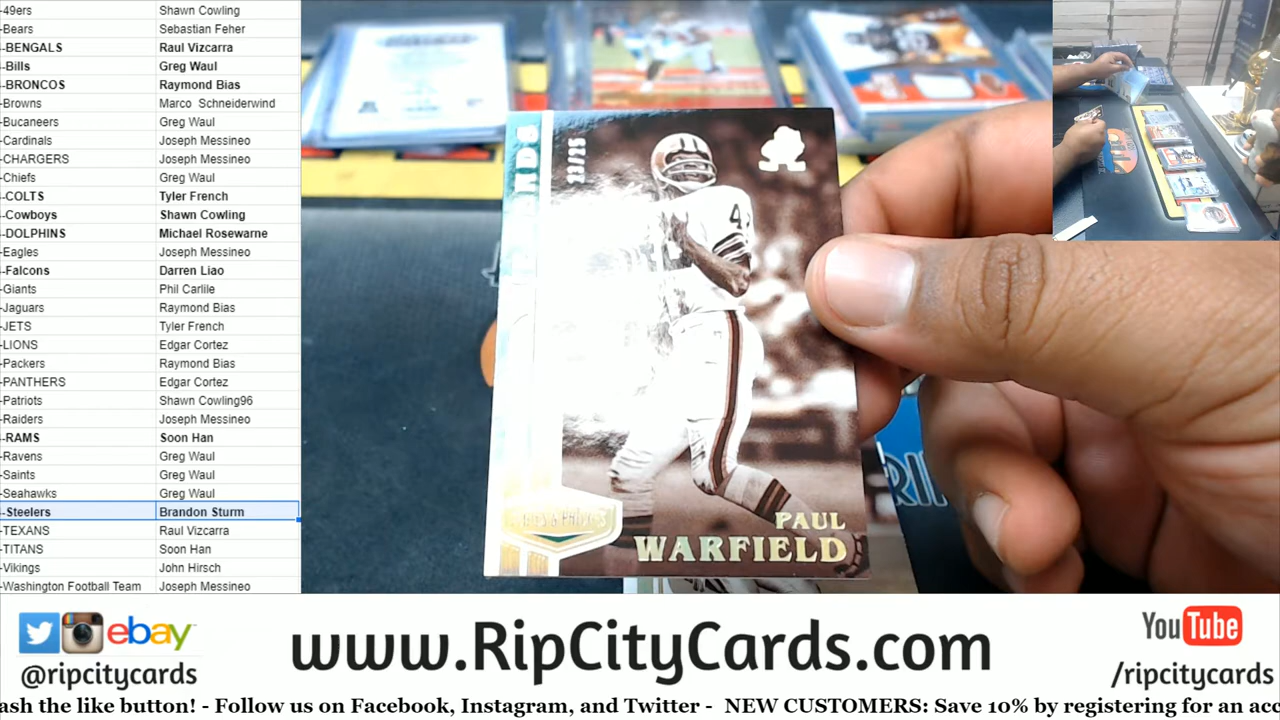 -49ers Shawn Cowling
-Bears Sebastian Feher
-BENGALS Raul Vizcarra
-Bills Greg Waul
-BRONCOS Raymond Bias
-Browns Marco Schneiderwind
-Bucaneers Greg Waul
-Cardinals Joseph Messineo
-CHARGERS Joseph Messineo
-Chiefs Greg Waul
-COLTS Tyler French
-Cowboys Shawn Cowling
-DOLPHINS Michael Rosewarne
-Eagles Joseph Messineo
-Falcons Darren Liao
-Giants Phil Carlile
-Jaguars Raymond Bias
-JETS Tyler French
-LIONS Edgar Cortez
-Packers Raymond Bias
-PANTHERS Edgar Cortez
-Patriots Shawn Cowling96
-Raiders Joseph Messineo
-RAMS Soon Han
-Ravens Greg Waul
-Saints Greg Waul
-Seahawks Greg Waul
-Steelers Brandon Sturm
-TEXANS Raul Vizcarra
-TITANS Soon Han
-Vikings John Hirsch
-Washington Football Team Joseph Messineo
4
PAUL
WARFIELD
ebay
@ripcitycards
www.RipCityCards.com
YouTube
/ripcitycards
ash the like button! - Follow us on Facebook, Instagram, and Twitter - NEW CUSTOMERS: Save 10% by registering for an acc